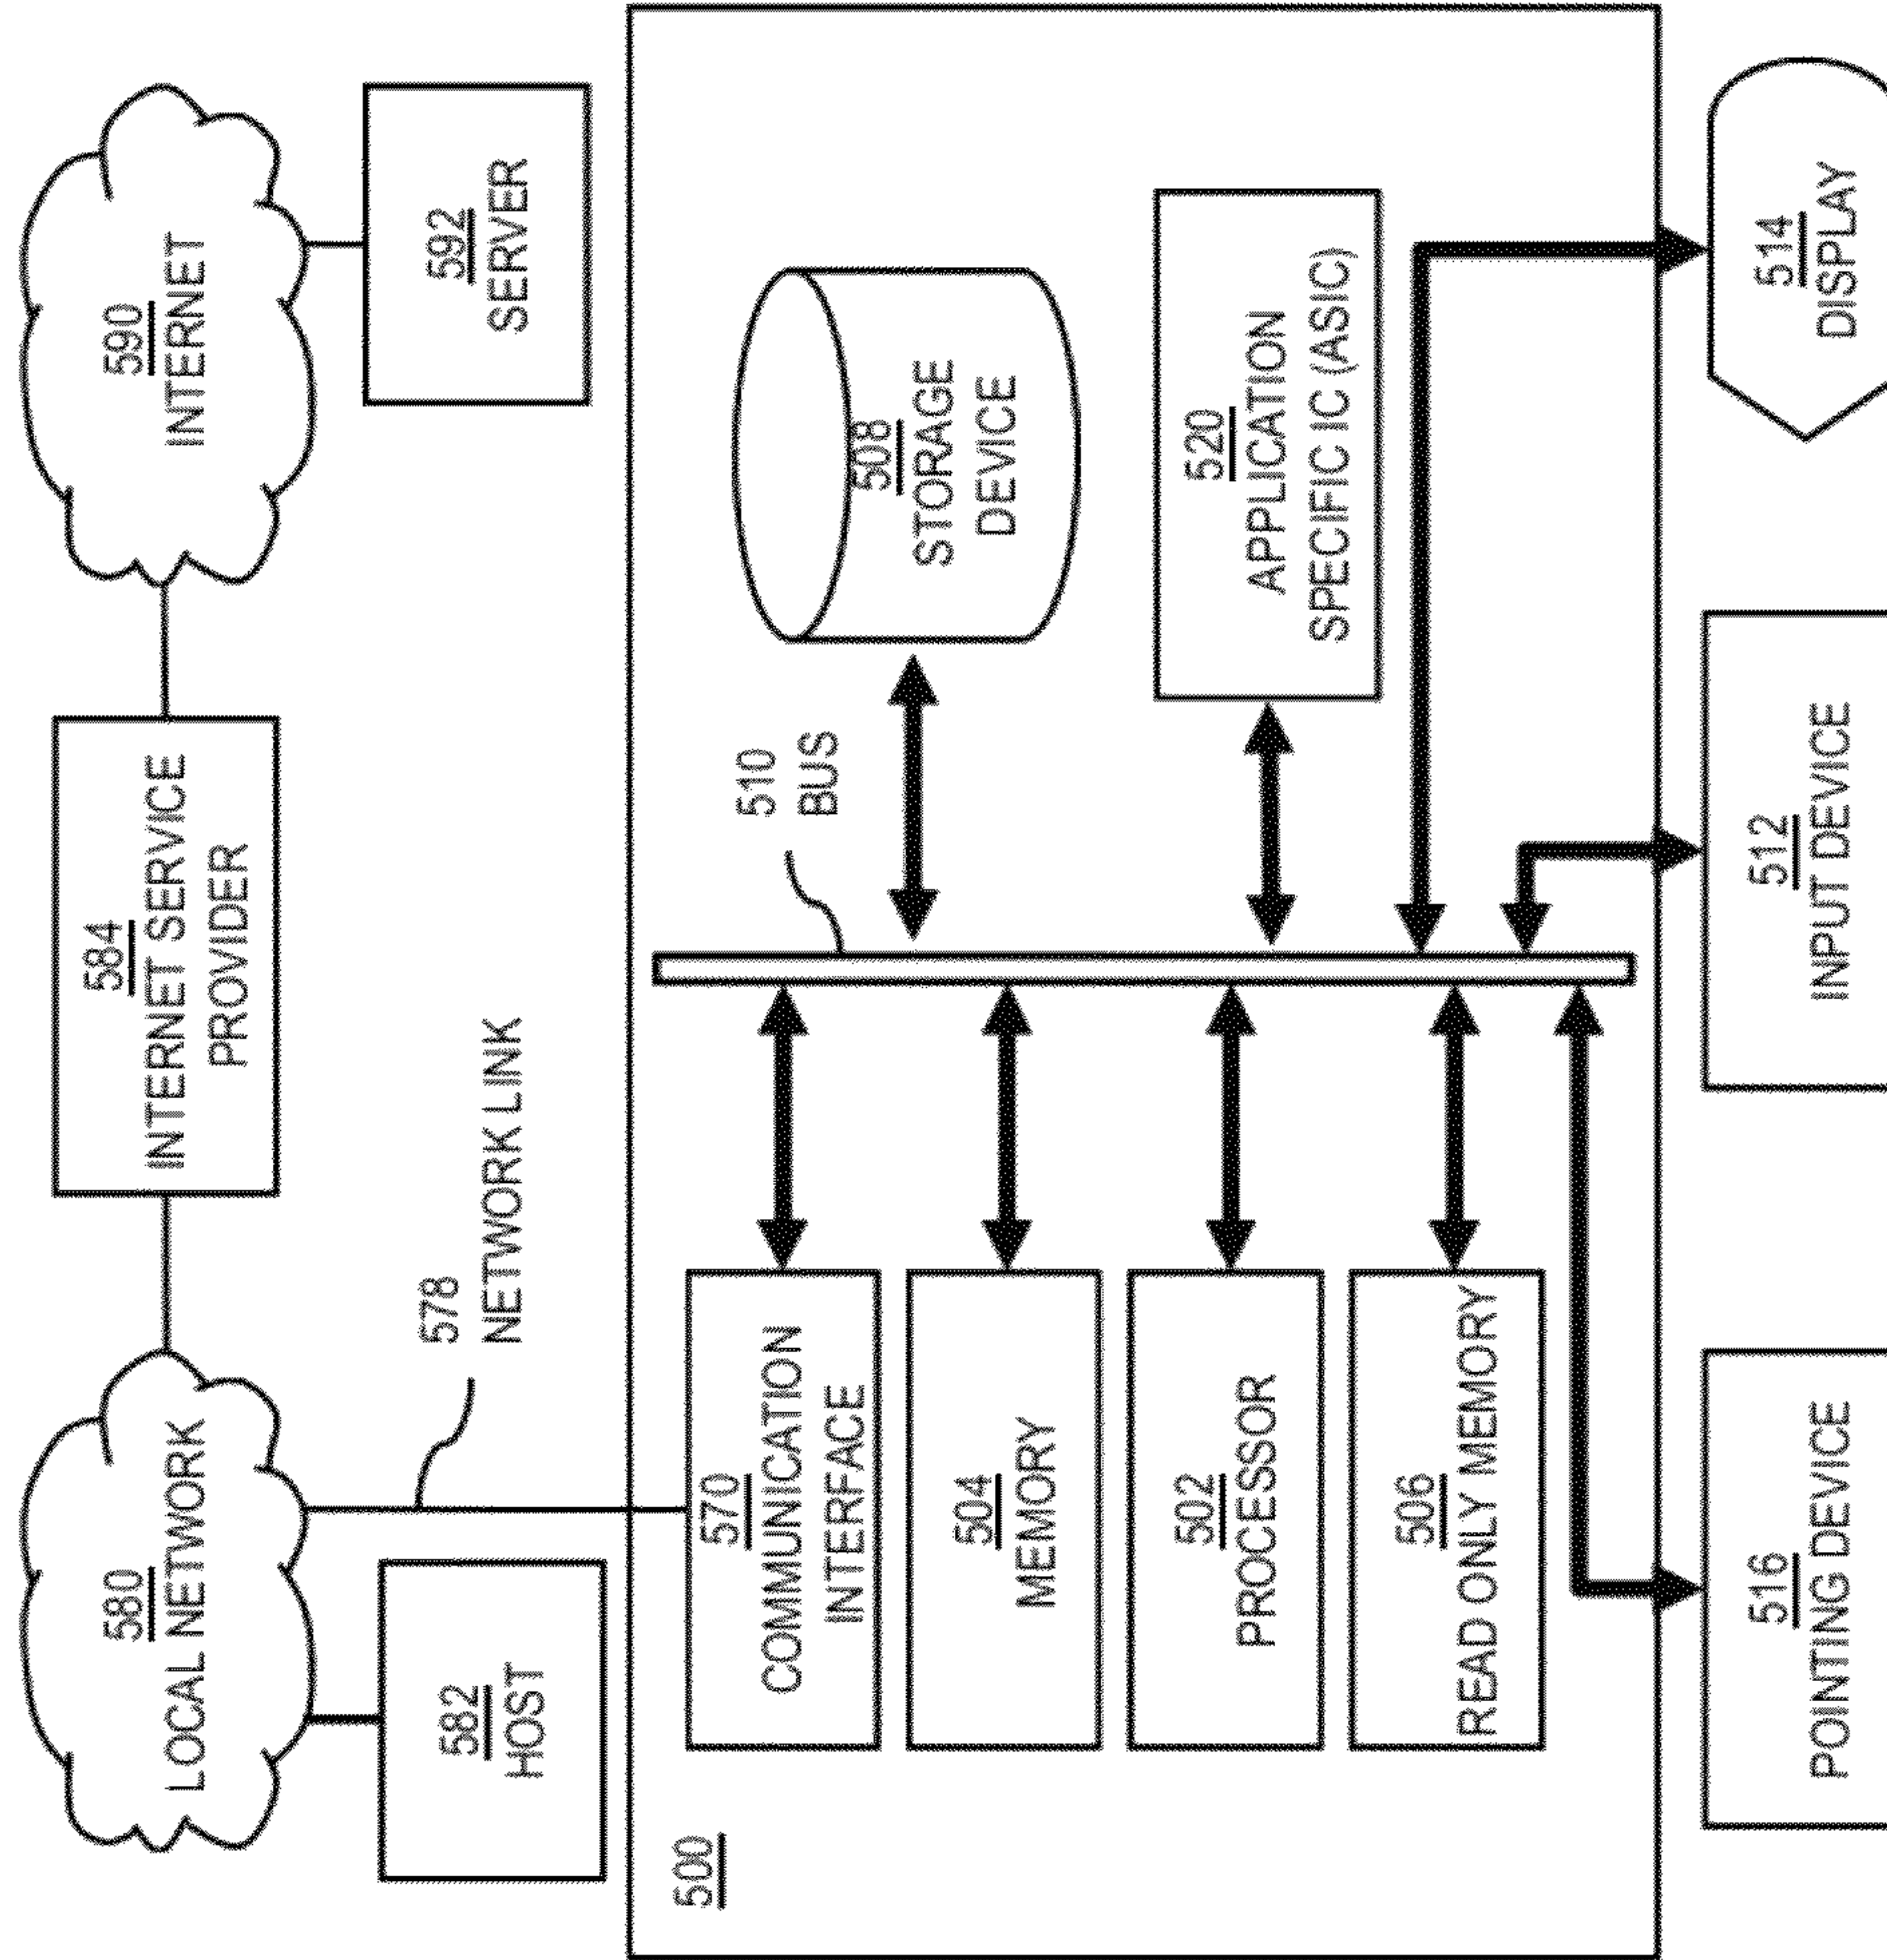 580
LOCAL NETWORK
584
INTERNET SERVICE
PROVIDER
590
INTERNET
582
HOST
578
NETWORK LINK
592
SERVER
500
570
COMMUNICATION
INTERFACE
504
MEMORY
502
PROCESSOR
506
READ ONLY MEMORY
510
BUS
508
STORAGE
DEVICE
520
APPLICATION
SPECIFIC IC (ASIC)
516
POINTING DEVICE
512
INPUT DEVICE
514
DISPLAY